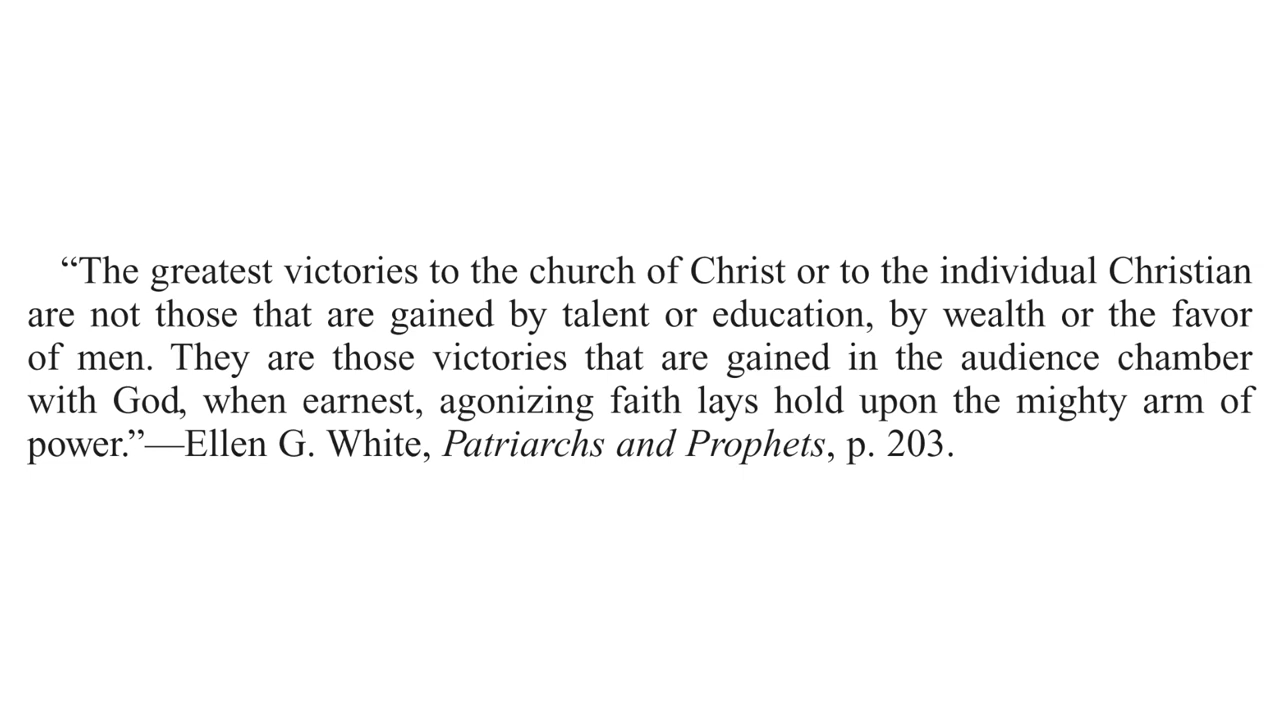 “The greatest victories to the church of Christ or to the individual Christian
are not those that are gained by talent or education, by wealth or the favor
of men. They are those victories that are gained in the audience chamber
with God, when earnest, agonizing faith lays hold upon the mighty arm of
power.”—Ellen G. White, Patriarchs and Prophets, p. 203.